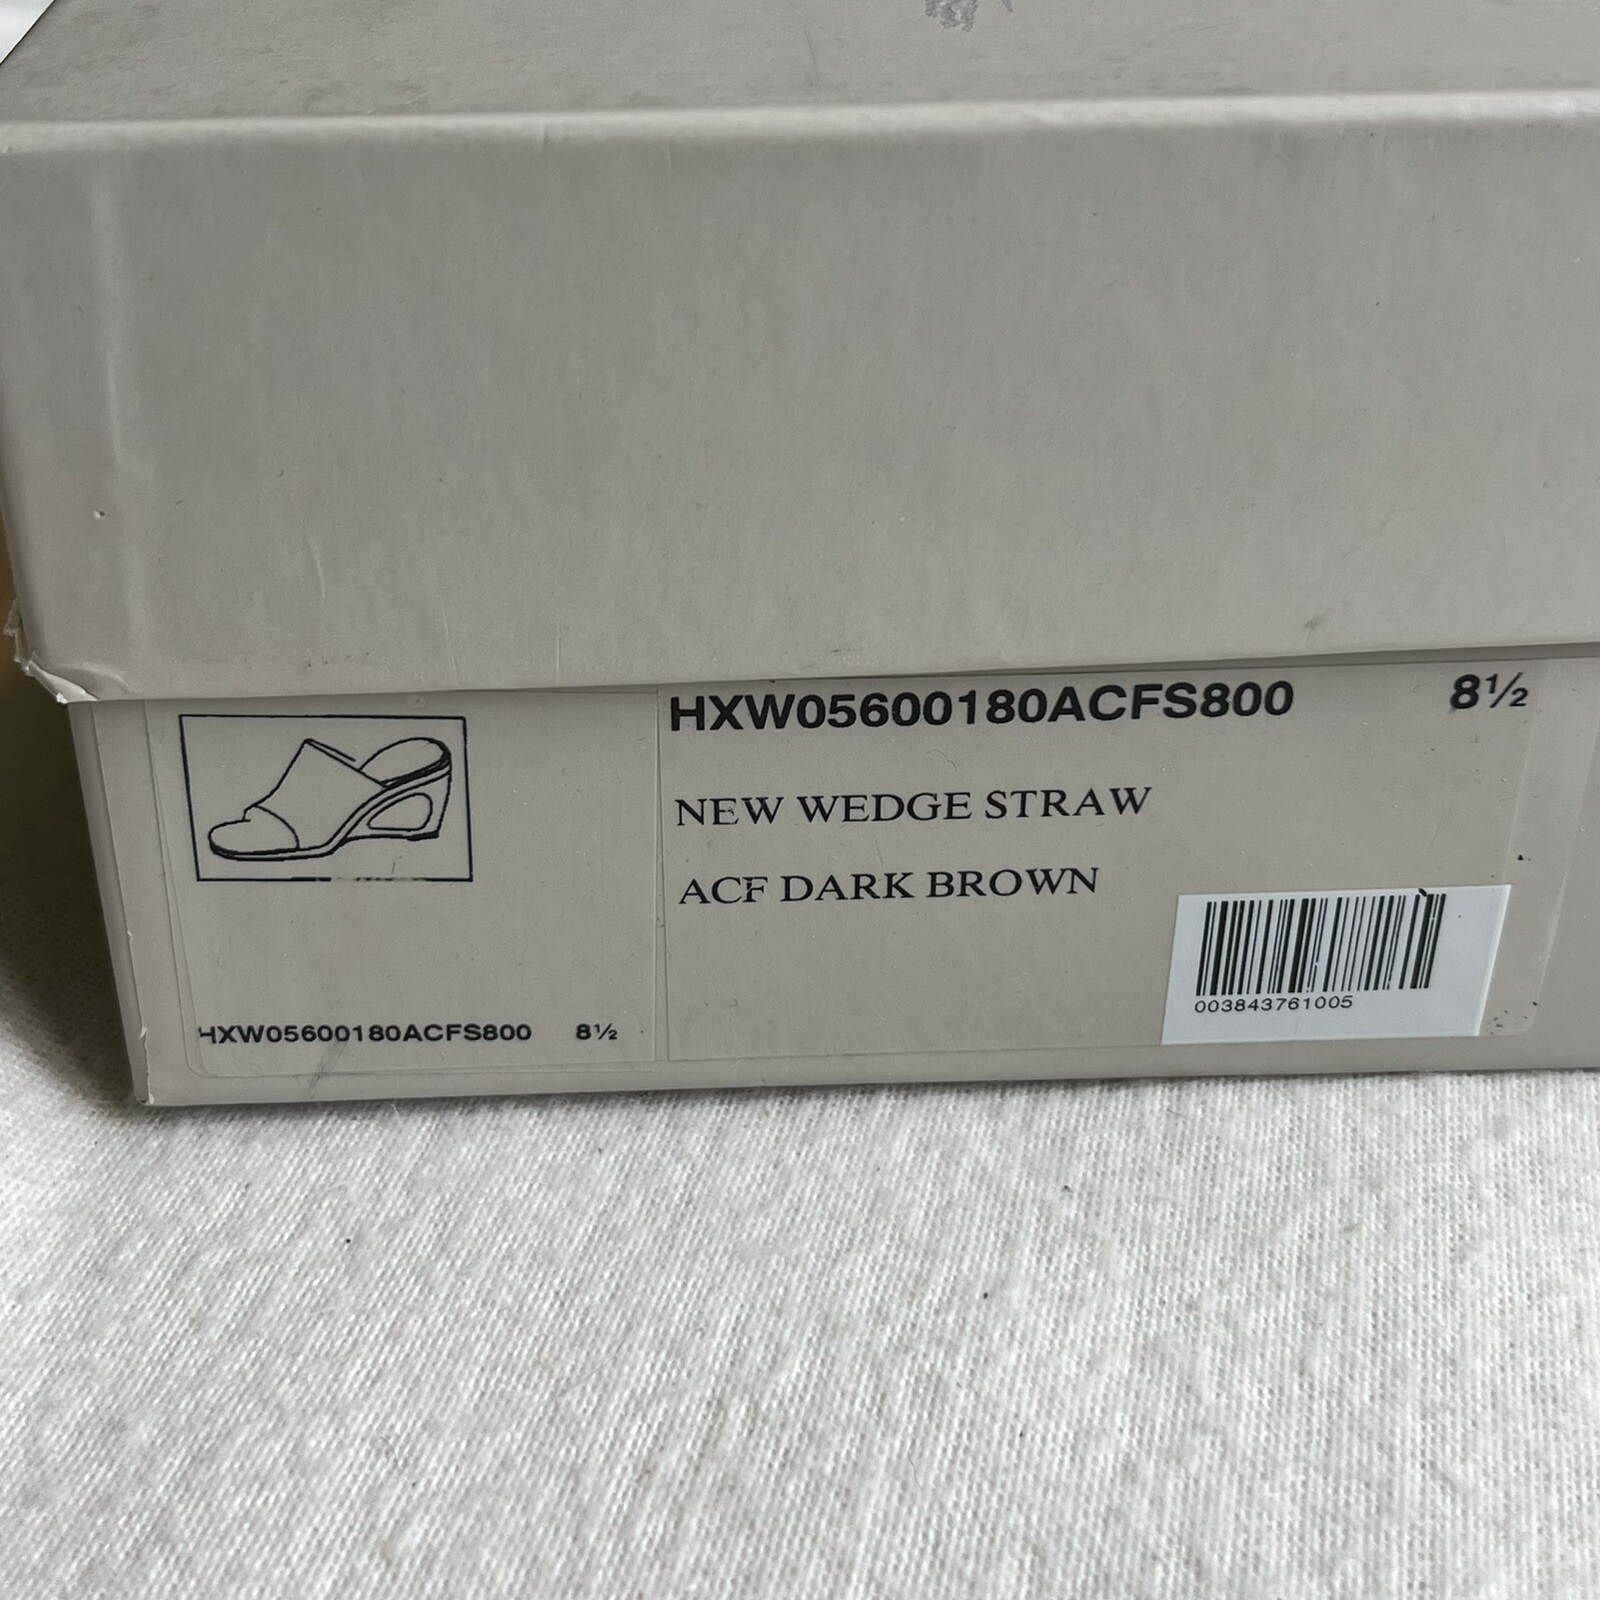 HXW05600180ACFS800 8½
NEW WEDGE STRAW
ACF DARK BROWN
003843761005
HXW05600180ACFS800 8½